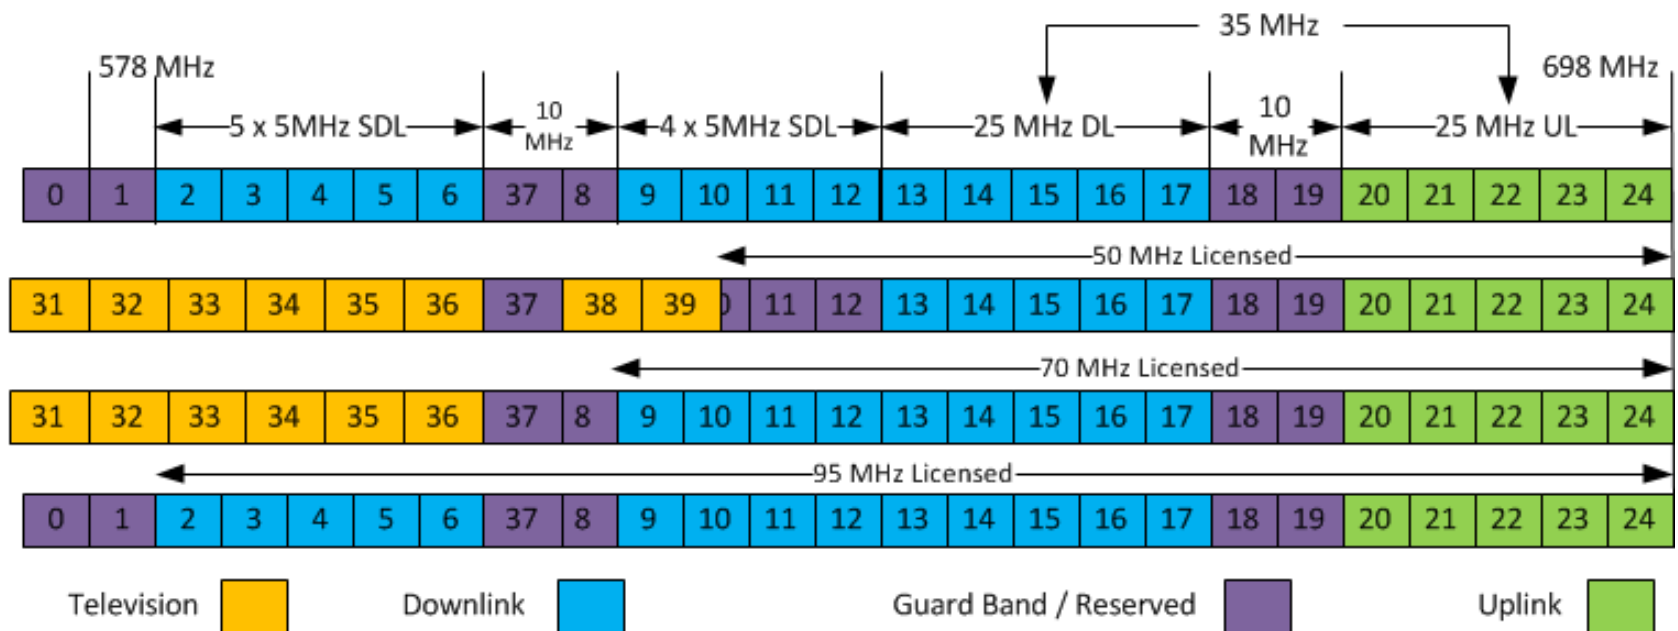 35 MHz
578 MHz
698 MHz
5 x 5MHz SDL
10 MHz
4 x 5MHz SDL
25 MHz DL
10 MHz
25 MHz UL
0 1 2 3 4 5 6 37 8 9 10 11 12 13 14 15 16 17 18 19 20 21 22 23 24
50 MHz Licensed
31 32 33 34 35 36 37 38 39 0 11 12 13 14 15 16 17 18 19 20 21 22 23 24
70 MHz Licensed
31 32 33 34 35 36 37 8 9 10 11 12 13 14 15 16 17 18 19 20 21 22 23 24
95 MHz Licensed
0 1 2 3 4 5 6 37 8 9 10 11 12 13 14 15 16 17 18 19 20 21 22 23 24
Television Downlink Guard Band / Reserved Uplink